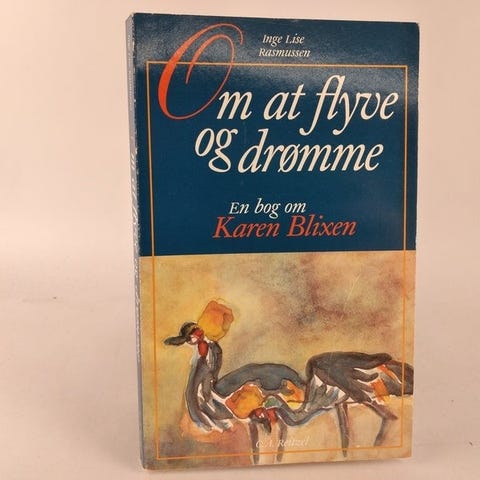 Inge Lise
Rasmussen
Om at flyve
og drømme
En bog om
Karen Blixen
C.A. Reitzel